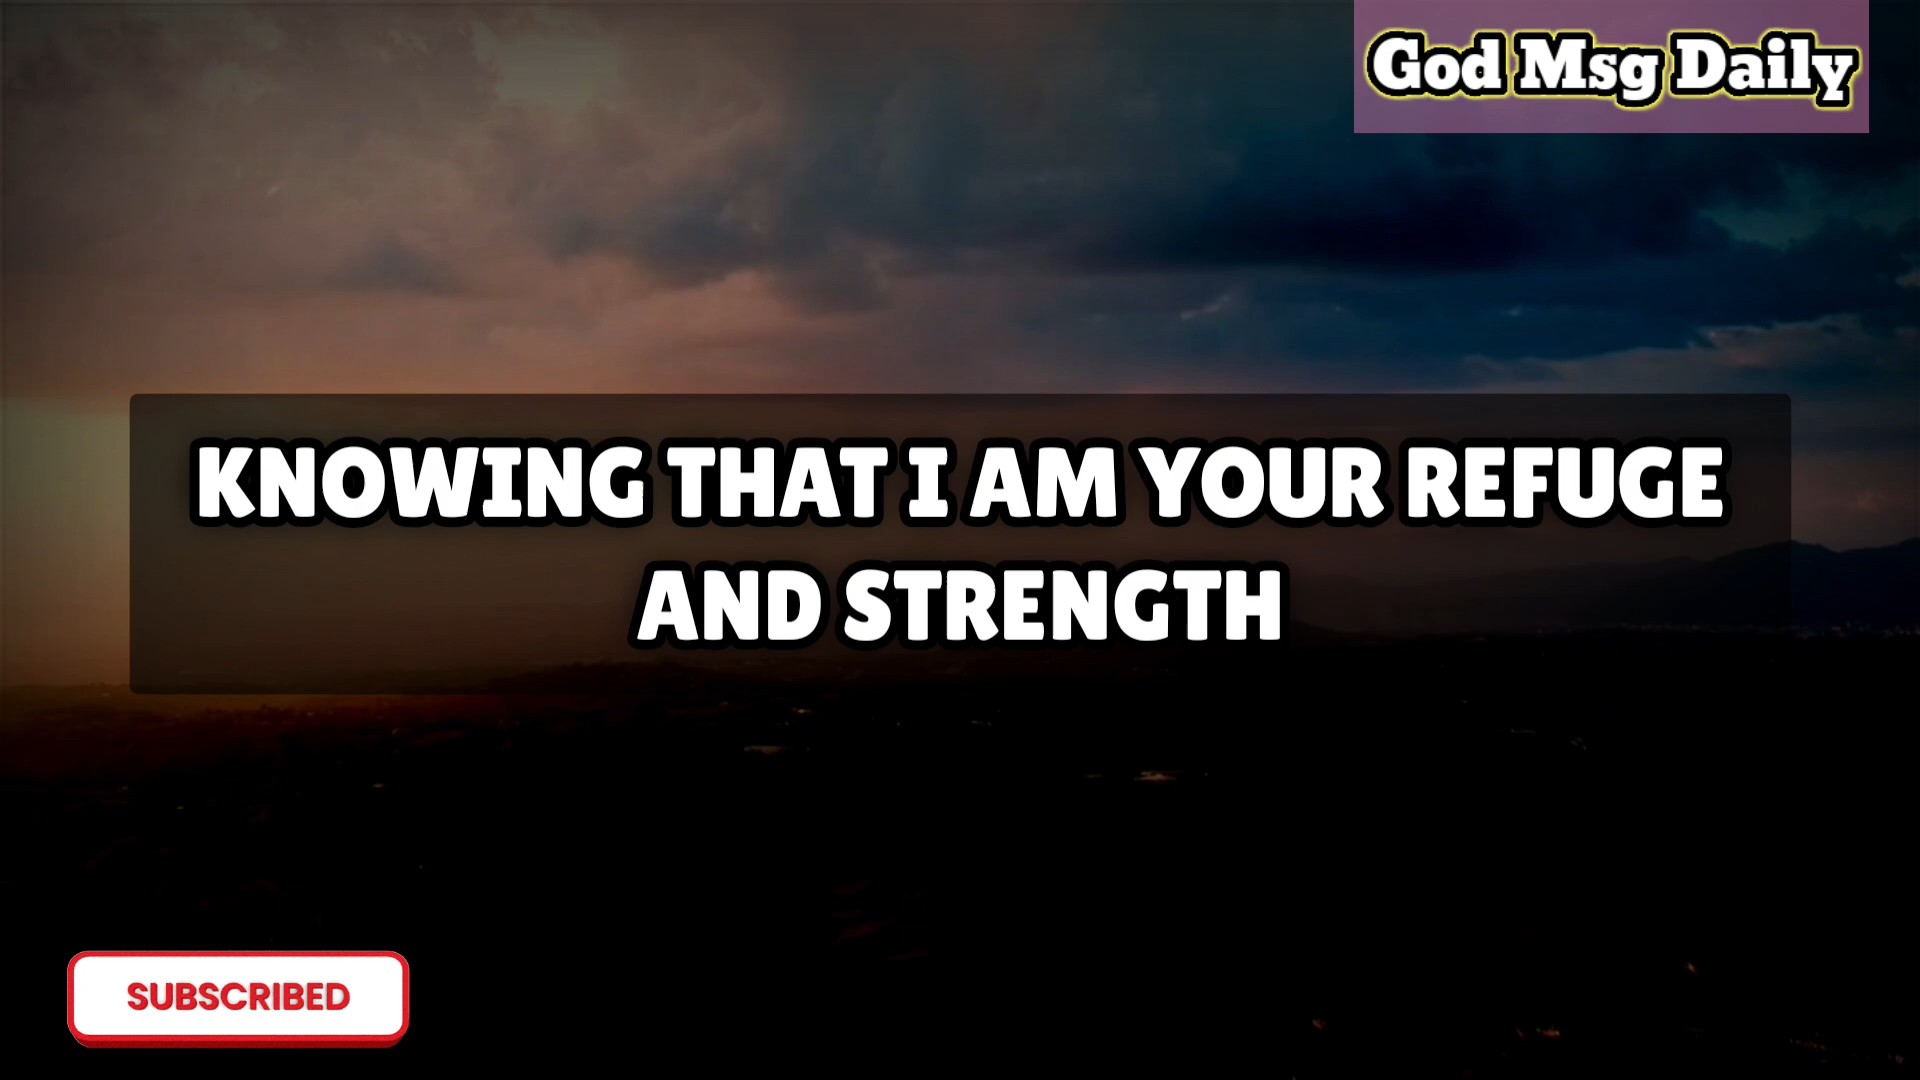 God Msg Daily
KNOWING THAT I AM YOUR REFUGE
AND STRENGTH
SUBSCRIBED